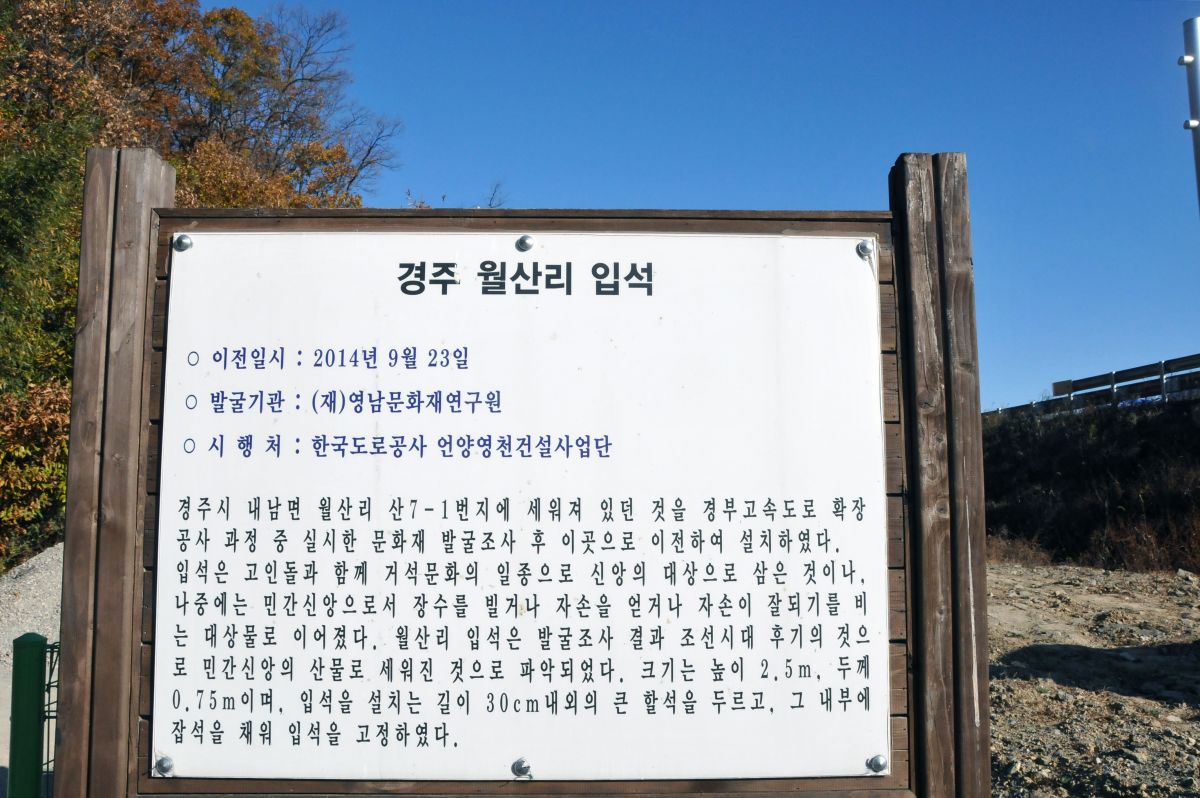 경주 월산리 입석
○ 이전일시 : 2014년 9월 23일
○ 발굴기관 : (재)영남문화재연구원
○ 시 행 처 : 한국도로공사 언양영천건설사업단
경주시 내남면 월산리 산7-1번지에 세워져 있던 것을 경부고속도로 확장
공사 과정 중 실시한 문화재 발굴조사 후 이곳으로 이전하여 설치하였다.
입석은 고인돌과 함께 거석문화의 일종으로 신앙의 대상으로 삼은 것이나,
나중에는 민간신앙으로서 장수를 빌거나 자손을 얻거나 자손이 잘되기를 비
는 대상물로 이어졌다. 월산리 입석은 발굴조사 결과 조선시대 후기의 것으
로 민간신앙의 산물로 세워진 것으로 파악되었다. 크기는 높이 2.5m, 두께
0.75m이며, 입석을 설치는 길이 30cm내외의 큰 할석을 두르고, 그 내부에
잡석을 채워 입석을 고정하였다.